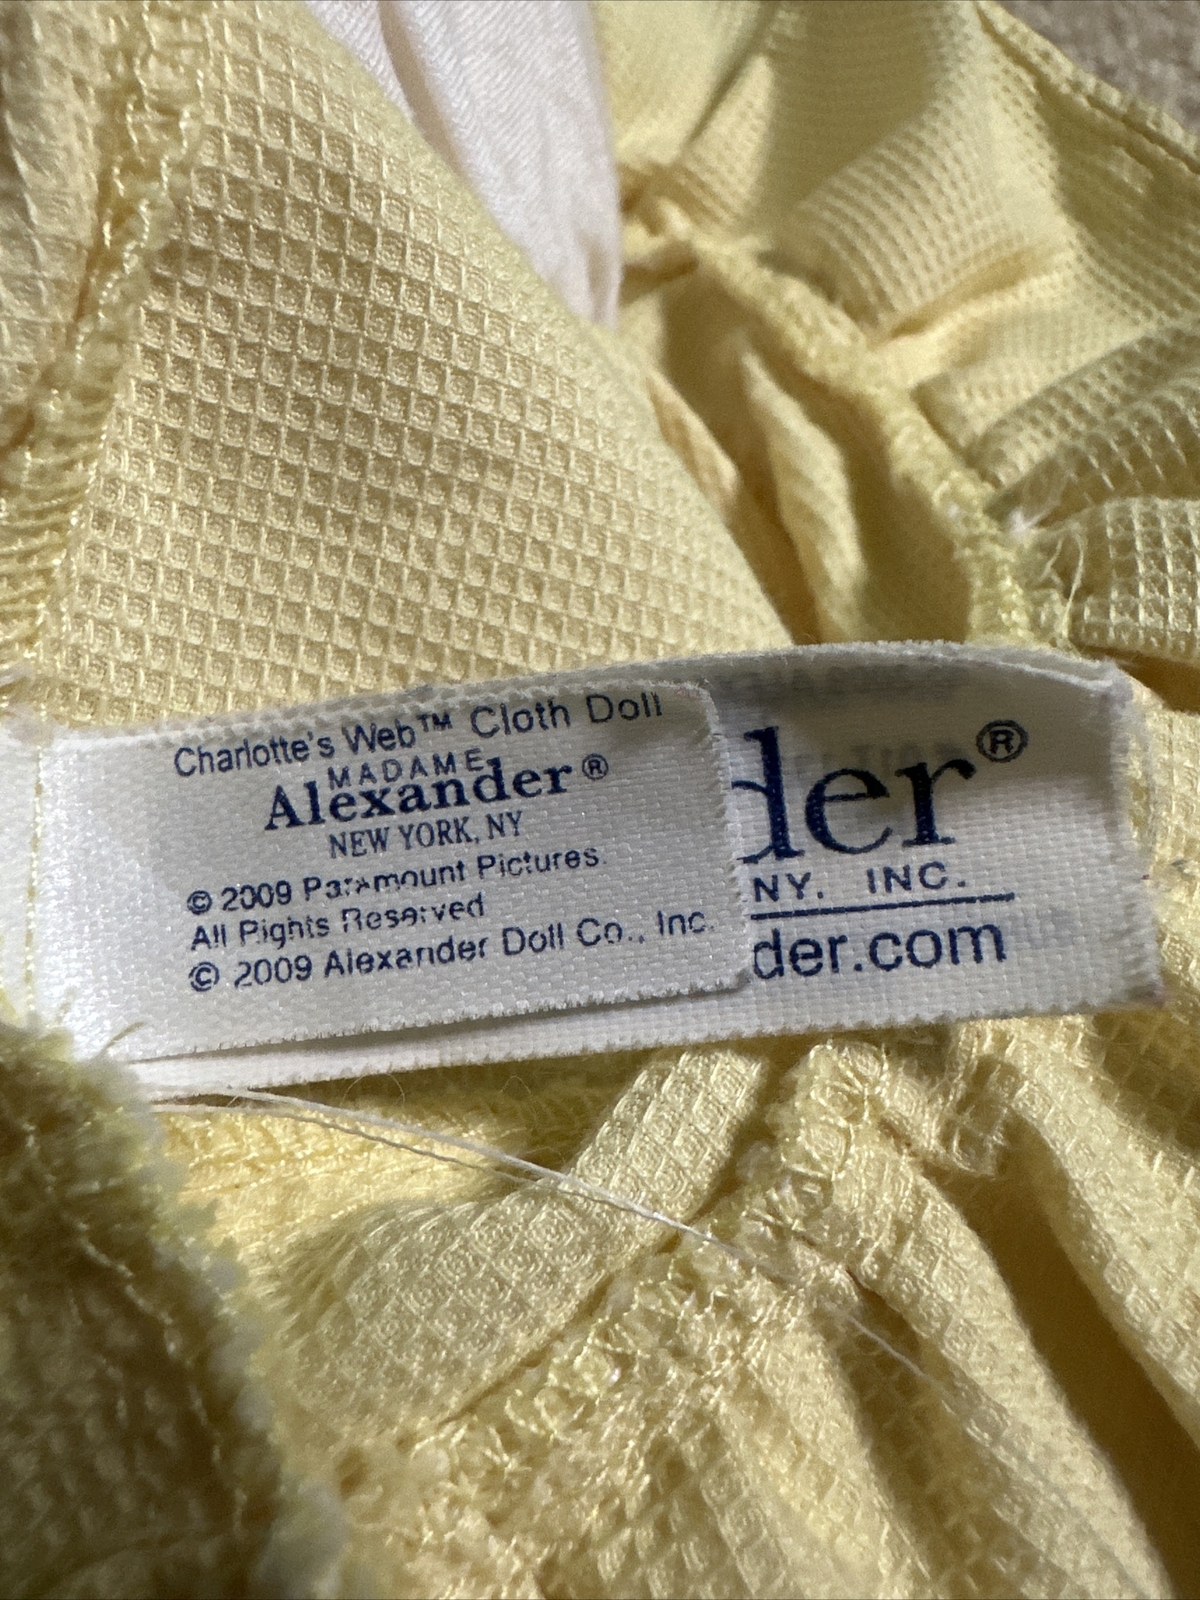 Charlotte's Web™ Cloth Doll
MADAME
Alexander®
NEW YORK, NY
© 2009 Paramount Pictures.
All Rights Reserved
© 2009 Alexander Doll Co., Inc.
der®
NY. INC.
der.com